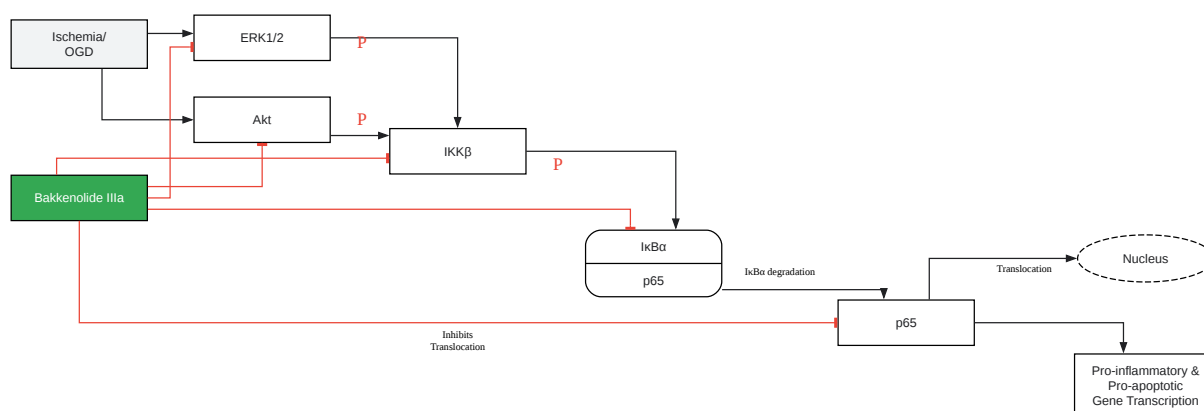 Ischemia/
OGD
ERK1/2
P
Akt
P
IKKβ
P
Bakkenolide IIIa
IκBα
p65
IκBα degradation
Translocation
Nucleus
p65
Inhibits
Translocation
Pro-inflammatory &
Pro-apoptotic
Gene Transcription